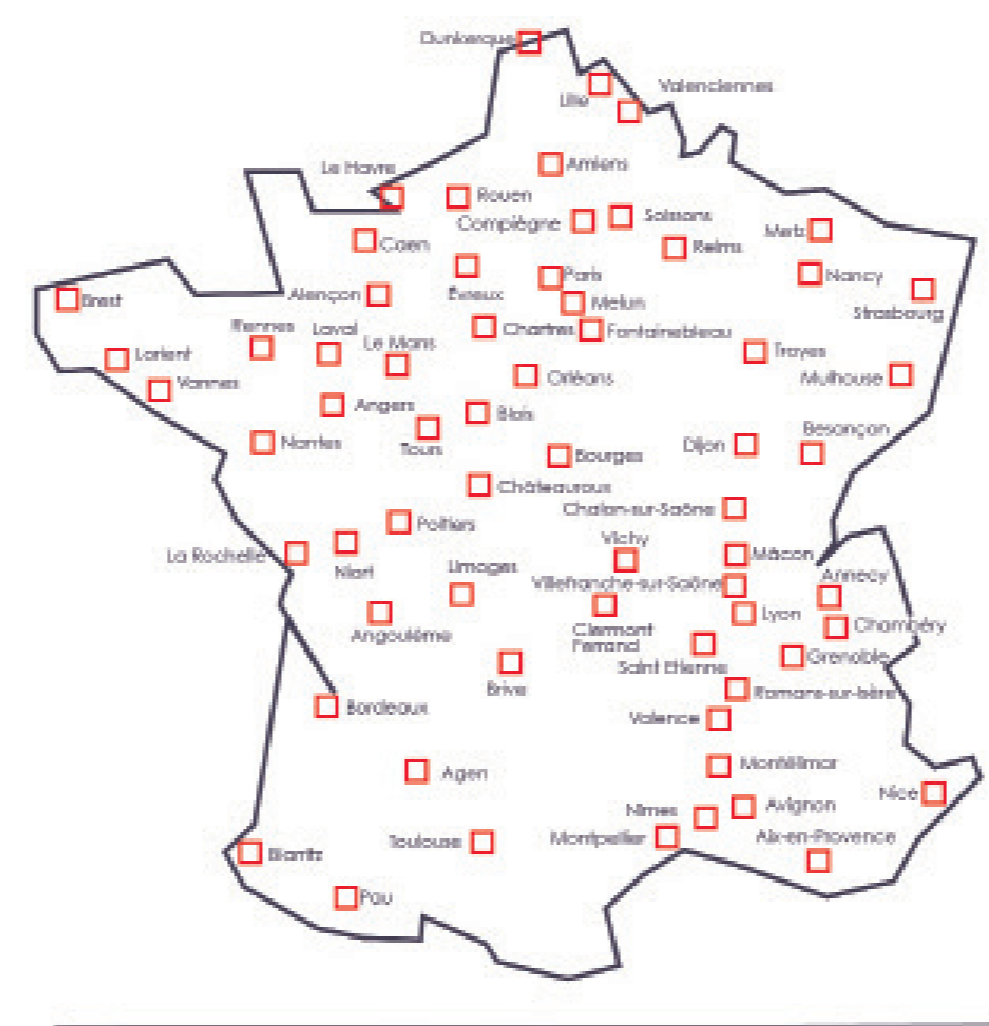 Dunkerque
Valenciennes
Lille
Amiens
Le Havre
Rouen
Compiègne
Soissons
Metz
Caen
Reims
Paris
Nancy
Évreux
Alençon
Brest
Melun
Strasbourg
Rennes
Laval
Chartres
Fontainebleau
Le Mans
Lorient
Troyes
Vannes
Orléans
Mulhouse
Angers
Blois
Besançon
Nantes
Tours
Bourges
Dijon
Châteauroux
Chalon-sur-Saône
Poitiers
Vichy
La Rochelle
Mâcon
Niort
Limoges
Annecy
Villefranche-sur-Saône
Lyon
Angoulême
Clermont
Ferrand
Chambéry
Saint Etienne
Grenoble
Brive
Romans-sur-Isère
Bordeaux
Valence
Montélimar
Agen
Nice
Nîmes
Avignon
Toulouse
Montpellier
Aix-en-Provence
Biarritz
Pau